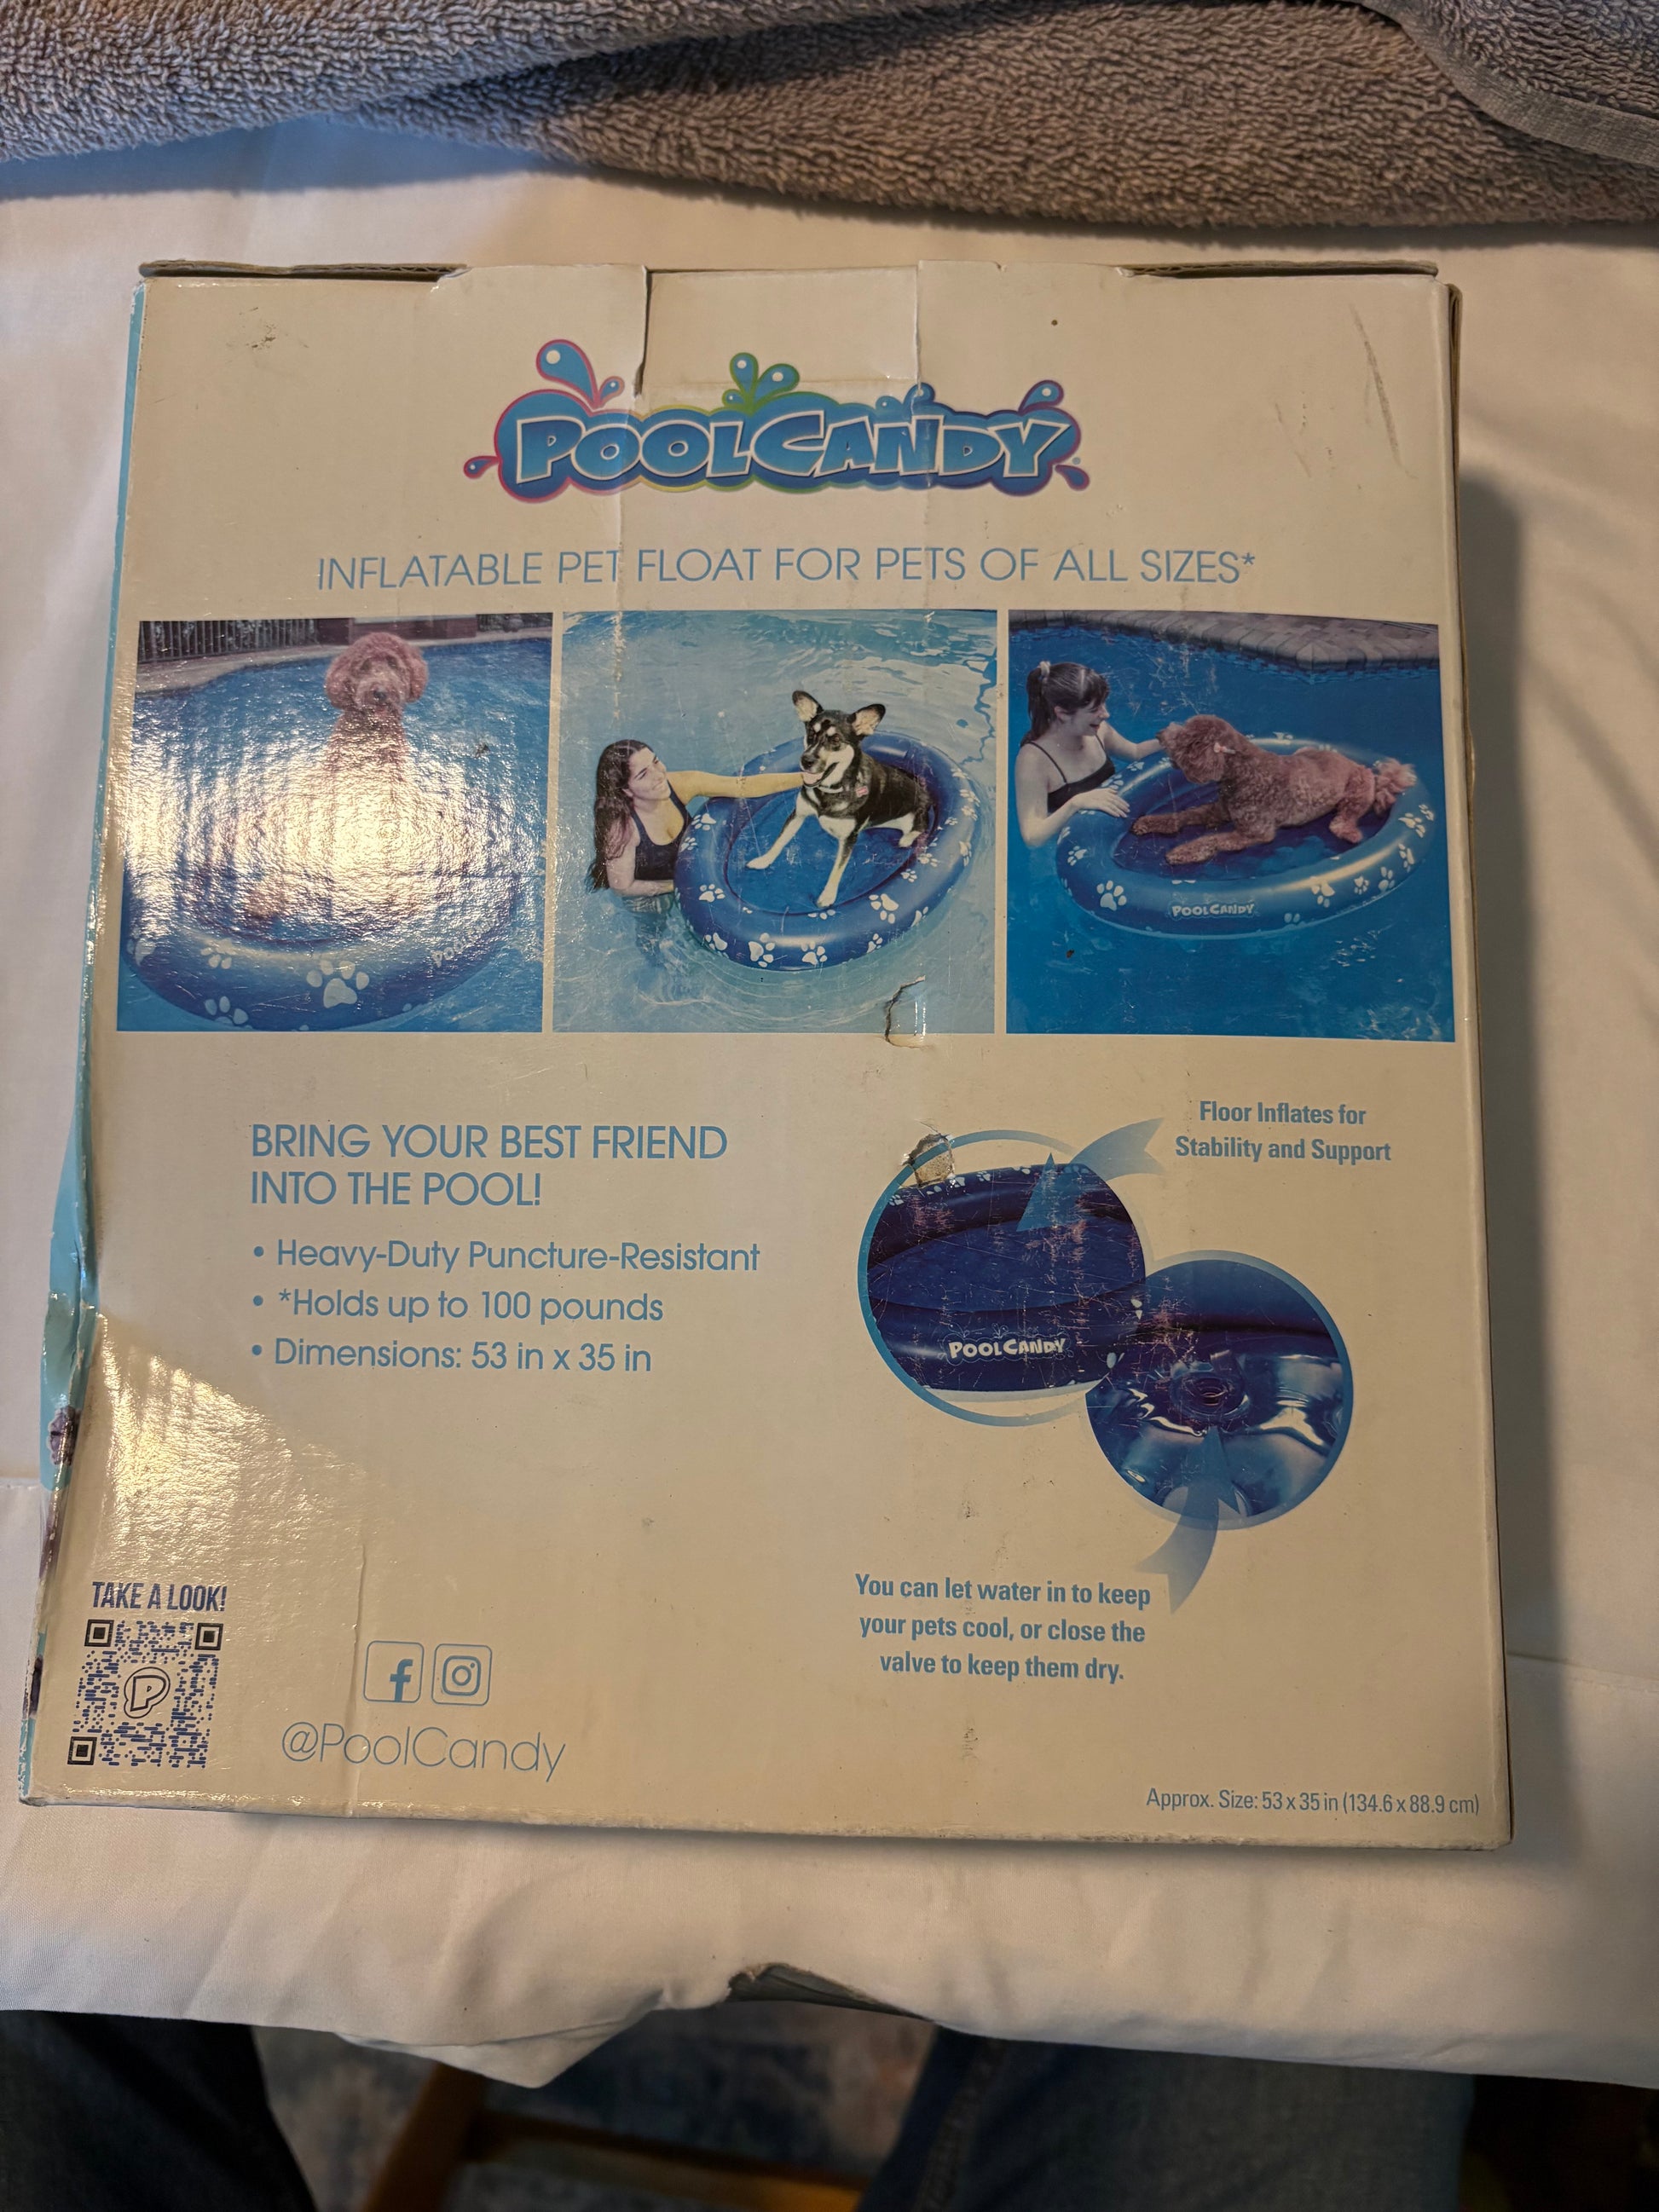 POOLCANDY
INFLATABLE PET FLOAT FOR PETS OF ALL SIZES*
POOLCANDY
BRING YOUR BEST FRIEND
INTO THE POOL!
• Heavy-Duty Puncture-Resistant
• *Holds up to 100 pounds
• Dimensions: 53 in x 35 in
Floor Inflates for
Stability and Support
POOLCANDY
You can let water in to keep
your pets cool, or close the
valve to keep them dry.
TAKE A LOOK!
P
f
@PoolCandy
Approx. Size: 53 x 35 in (134.6 x 88.9 cm)